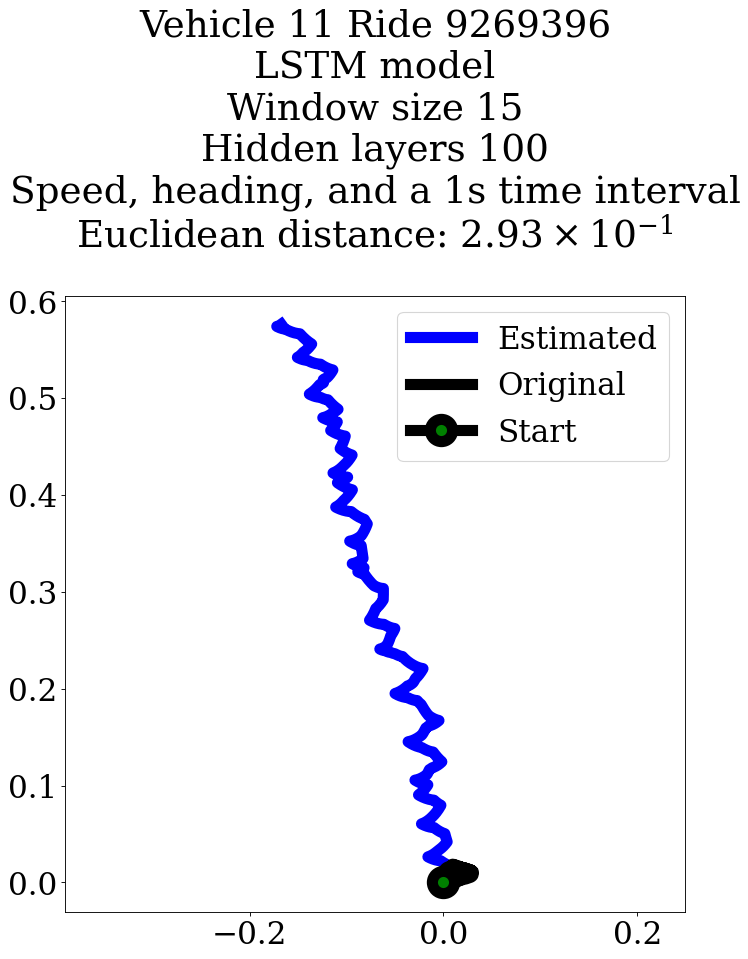 Vehicle 11 Ride 9269396
LSTM model
Window size 15
Hidden layers 100
Speed, heading, and a 1s time interval
Euclidean distance: 2.93 × 10⁻¹
Estimated
Original
Start
0.6
0.5
0.4
0.3
0.2
0.1
0.0
−0.2 0.0 0.2